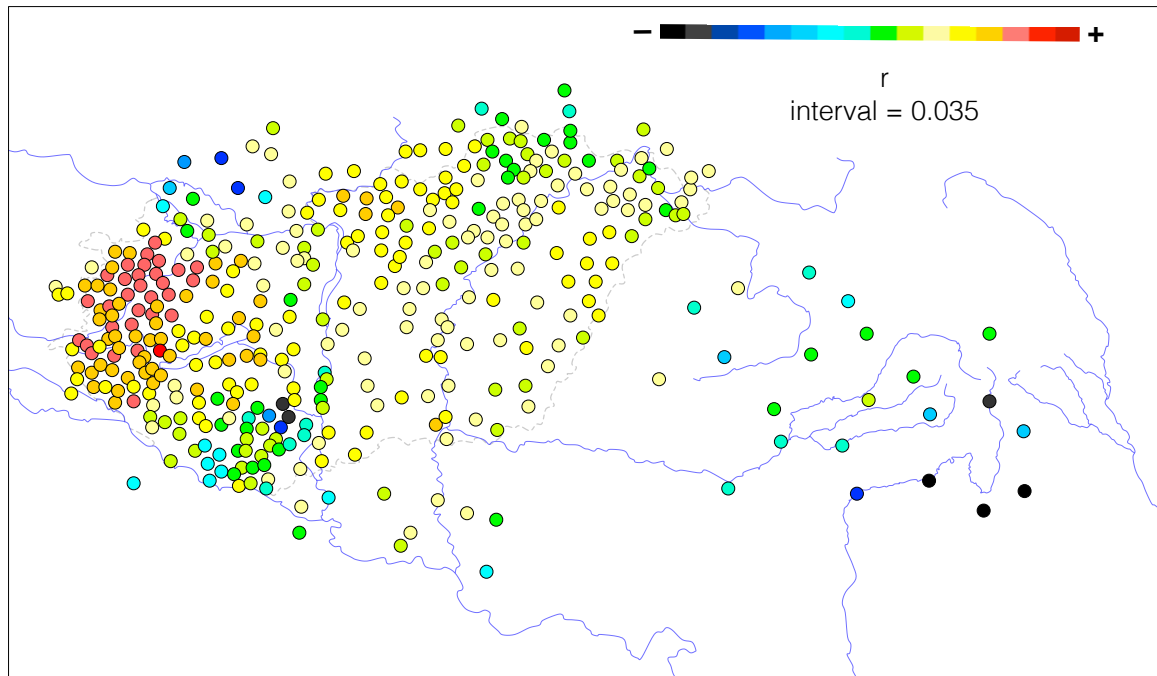 – +
r
interval = 0.035